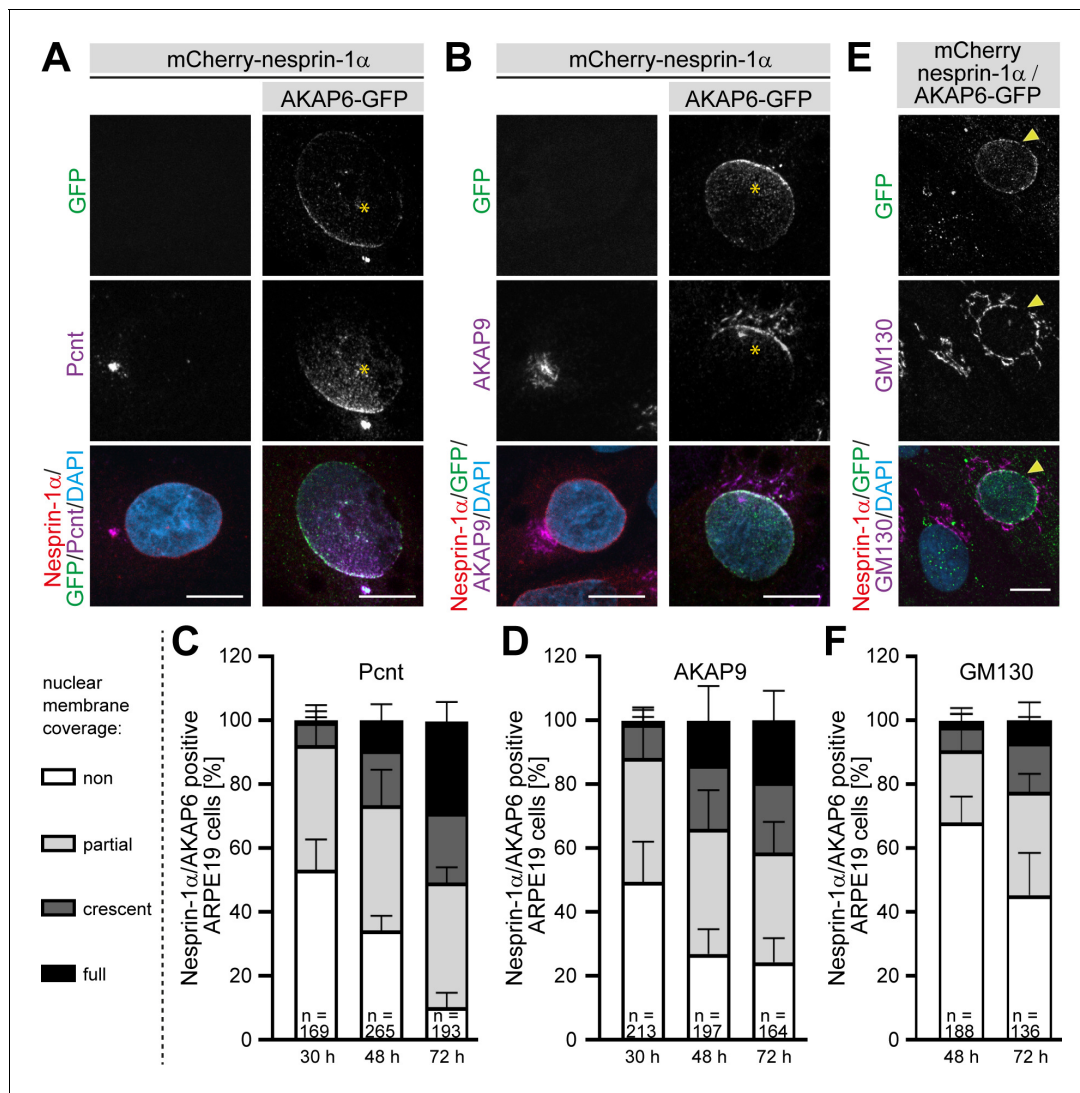 A
mCherry-nesprin-1α
AKAP6-GFP
GFP
Pcnt
Nesprin-1α/
GFP/Pcnt/DAPI
*
*
B
mCherry-nesprin-1α
AKAP6-GFP
GFP
AKAP9
Nesprin-1α/GFP/
AKAP9/DAPI
*
*
E
mCherry
nesprin-1α /
AKAP6-GFP
GFP
GM130
Nesprin-1α/GFP/
GM130/DAPI
nuclear
membrane
coverage:
non
partial
crescent
full
C
Pcnt
Nesprin-1α/AKAP6 positive
ARPE19 cells [%]
120
100
80
60
40
20
0
n =
169
n =
265
n =
193
30 h
48 h
72 h
D
AKAP9
Nesprin-1α/AKAP6 positive
ARPE19 cells [%]
120
100
80
60
40
20
0
n =
213
n =
197
n =
164
30 h
48 h
72 h
F
GM130
Nesprin-1α/AKAP6 positive
ARPE19 cells [%]
120
100
80
60
40
20
0
n =
188
n =
136
48 h
72 h